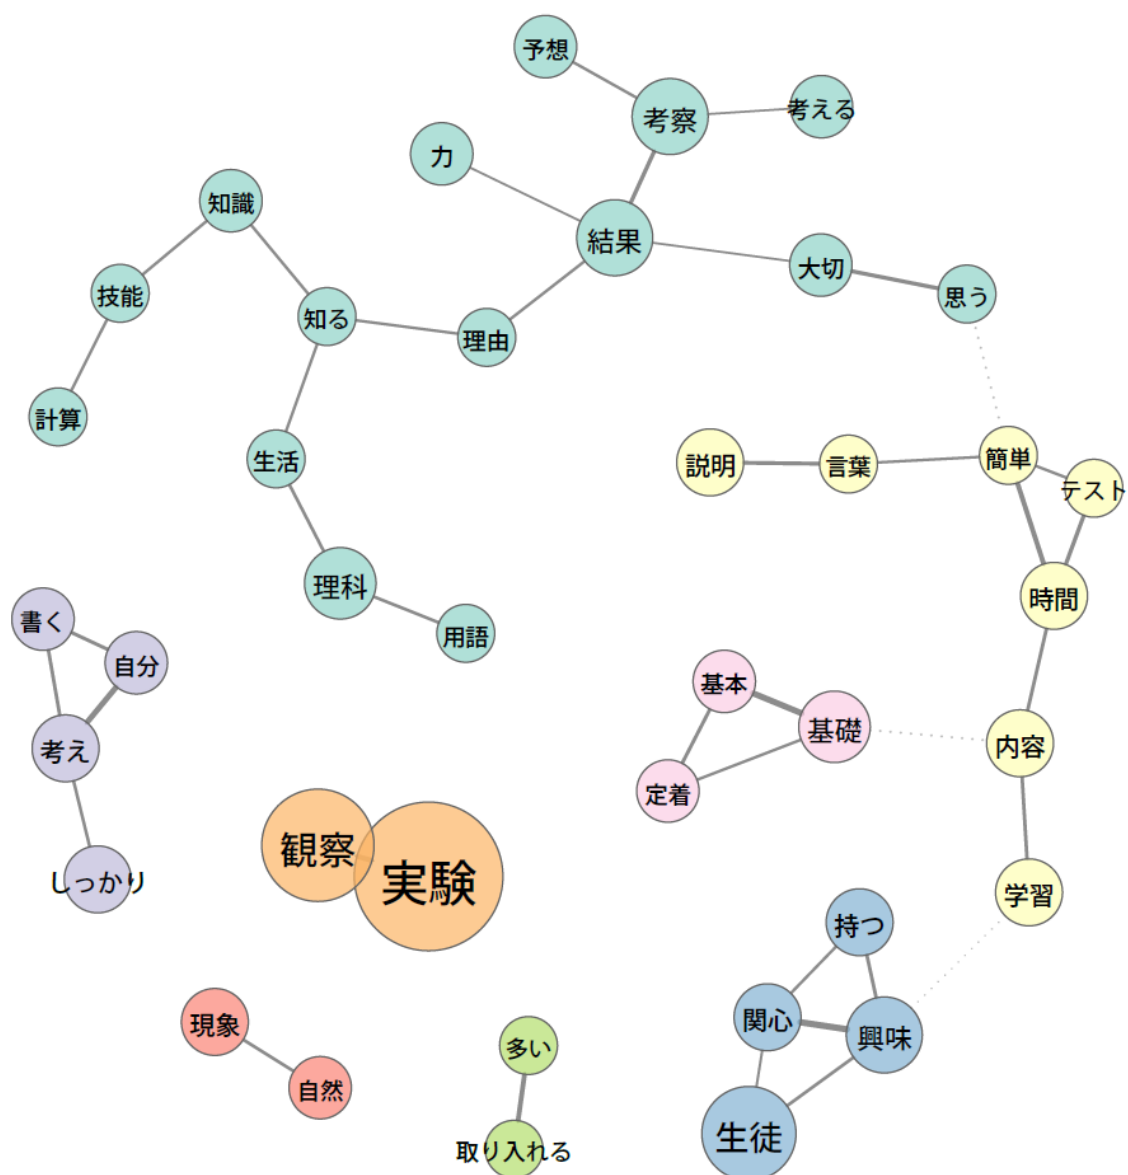 予想
考察
考える
力
知識
結果
大切
技能
思う
知る
理由
計算
生活
説明
言葉
簡単
テスト
理科
時間
書く
用語
自分
基本
基礎
内容
考え
定着
観察
実験
しっかり
学習
持つ
現象
関心
興味
多い
自然
生徒
取り入れる